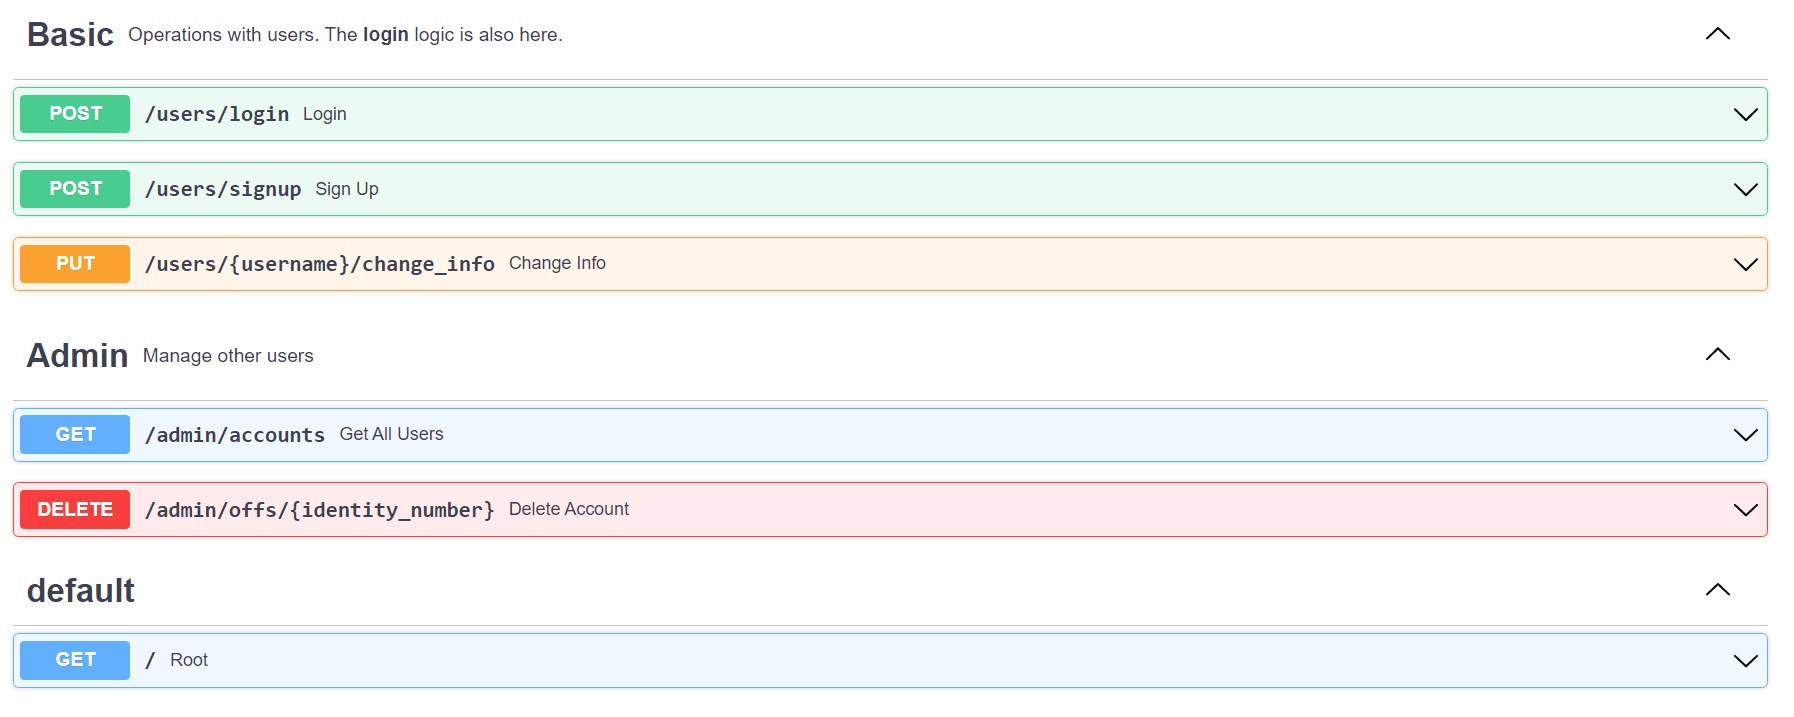 Basic Operations with users. The login logic is also here.
POST /users/login Login
POST /users/signup Sign Up
PUT /users/{username}/change_info Change Info
Admin Manage other users
GET /admin/accounts Get All Users
DELETE /admin/offs/{identity_number} Delete Account
default
GET / Root